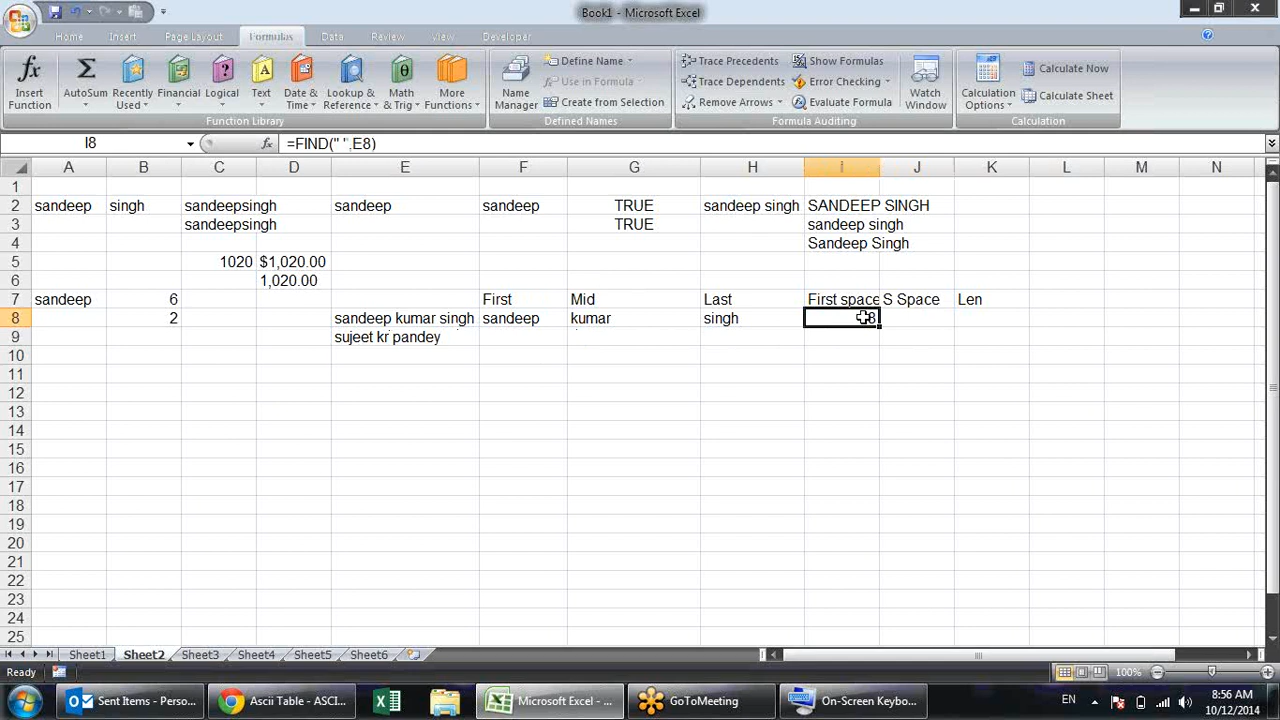 Book1 - Microsoft Excel
Home Insert Page Layout Formulas Data Review View Developer
Insert Function
AutoSum
Recently Used
Financial
Logical
Text
Date & Time
Lookup & Reference
Math & Trig
More Functions
Function Library
Name Manager
Define Name
Use in Formula
Create from Selection
Defined Names
Trace Precedents
Trace Dependents
Remove Arrows
Show Formulas
Error Checking
Evaluate Formula
Formula Auditing
Watch Window
Calculation Options
Calculate Now
Calculate Sheet
Calculation
I8 fx =FIND(" ",E8)
A B C D E F G H I J K L M N
1
2 sandeep singh sandeepsingh sandeep sandeep TRUE sandeep singh SANDEEP SINGH
3 sandeepsingh TRUE sandeep singh
4 Sandeep Singh
5 1020 $1,020.00
6 1,020.00
7 sandeep 6 First Mid Last First space S Space Len
8 2 sandeep kumar singh sandeep kumar singh 8
9 sujeet kr pandey
10
11
12
13
14
15
16
17
18
19
20
21
22
23
24
25
Sheet1 Sheet2 Sheet3 Sheet4 Sheet5 Sheet6
Ready 100%
Sent Items - Perso...
Ascii Table - ASCI...
Microsoft Excel - ...
GoToMeeting
On-Screen Keybo...
EN
8:56 AM
10/12/2014